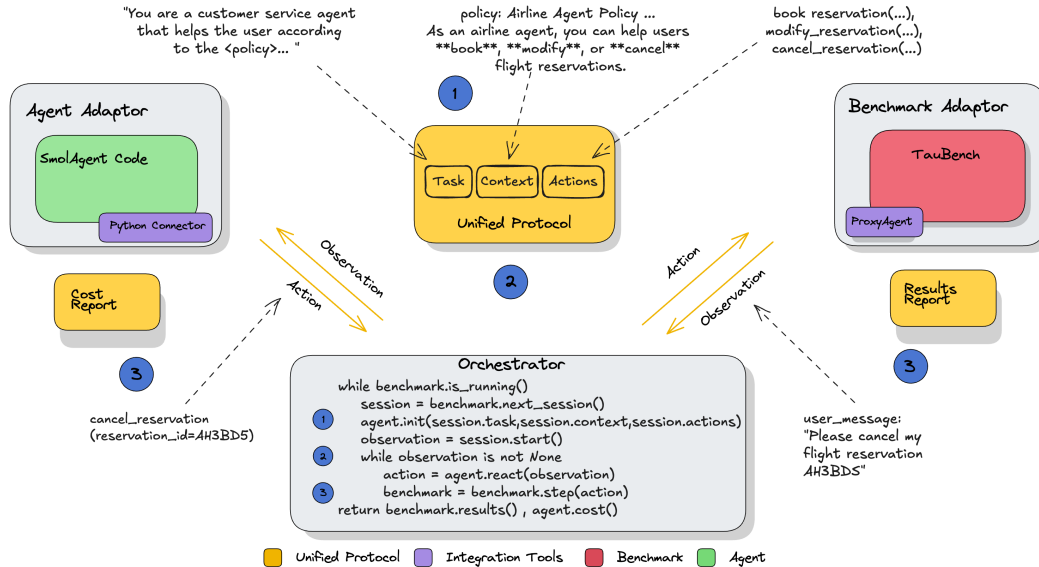 "You are a customer service agent
that helps the user according
to the <policy>... "
policy: Airline Agent Policy ...
As an airline agent, you can help users
**book**, **modify**, or **cancel**
flight reservations.
book reservation(...),
modify_reservation(...),
cancel_reservation(...)
1
Agent Adaptor
SmolAgent Code
Python Connector
Task
Context
Actions
Unified Protocol
Benchmark Adaptor
TauBench
ProxyAgent
2
Observation
Action
Action
Observation
Cost
Report
3
Results
Report
3
cancel_reservation
(reservation_id=AH3BD5)
user_message:
"Please cancel my
flight reservation
AH3BD5"
Orchestrator
while benchmark.is_running()
session = benchmark.next_session()
1 agent.init(session.task,session.context,session.actions)
observation = session.start()
2 while observation is not None
action = agent.react(observation)
3 benchmark = benchmark.step(action)
return benchmark.results() , agent.cost()
Unified Protocol
Integration Tools
Benchmark
Agent